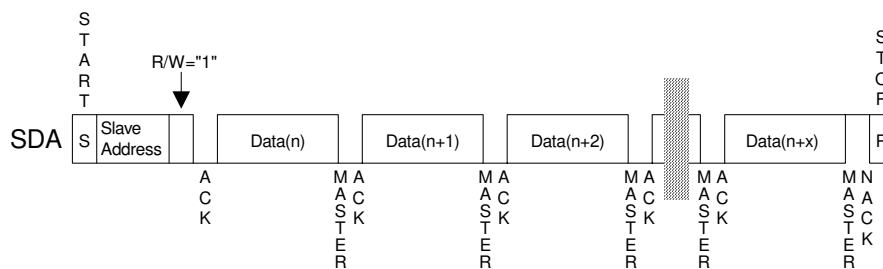 START
R/W="1"
STOP
SDA
S
Slave
Address
Data(n)
Data(n+1)
Data(n+2)
Data(n+x)
P
ACK
MASTER
ACK
MASTER
ACK
MASTER
ACK
MASTER
ACK
MASTER
NACK